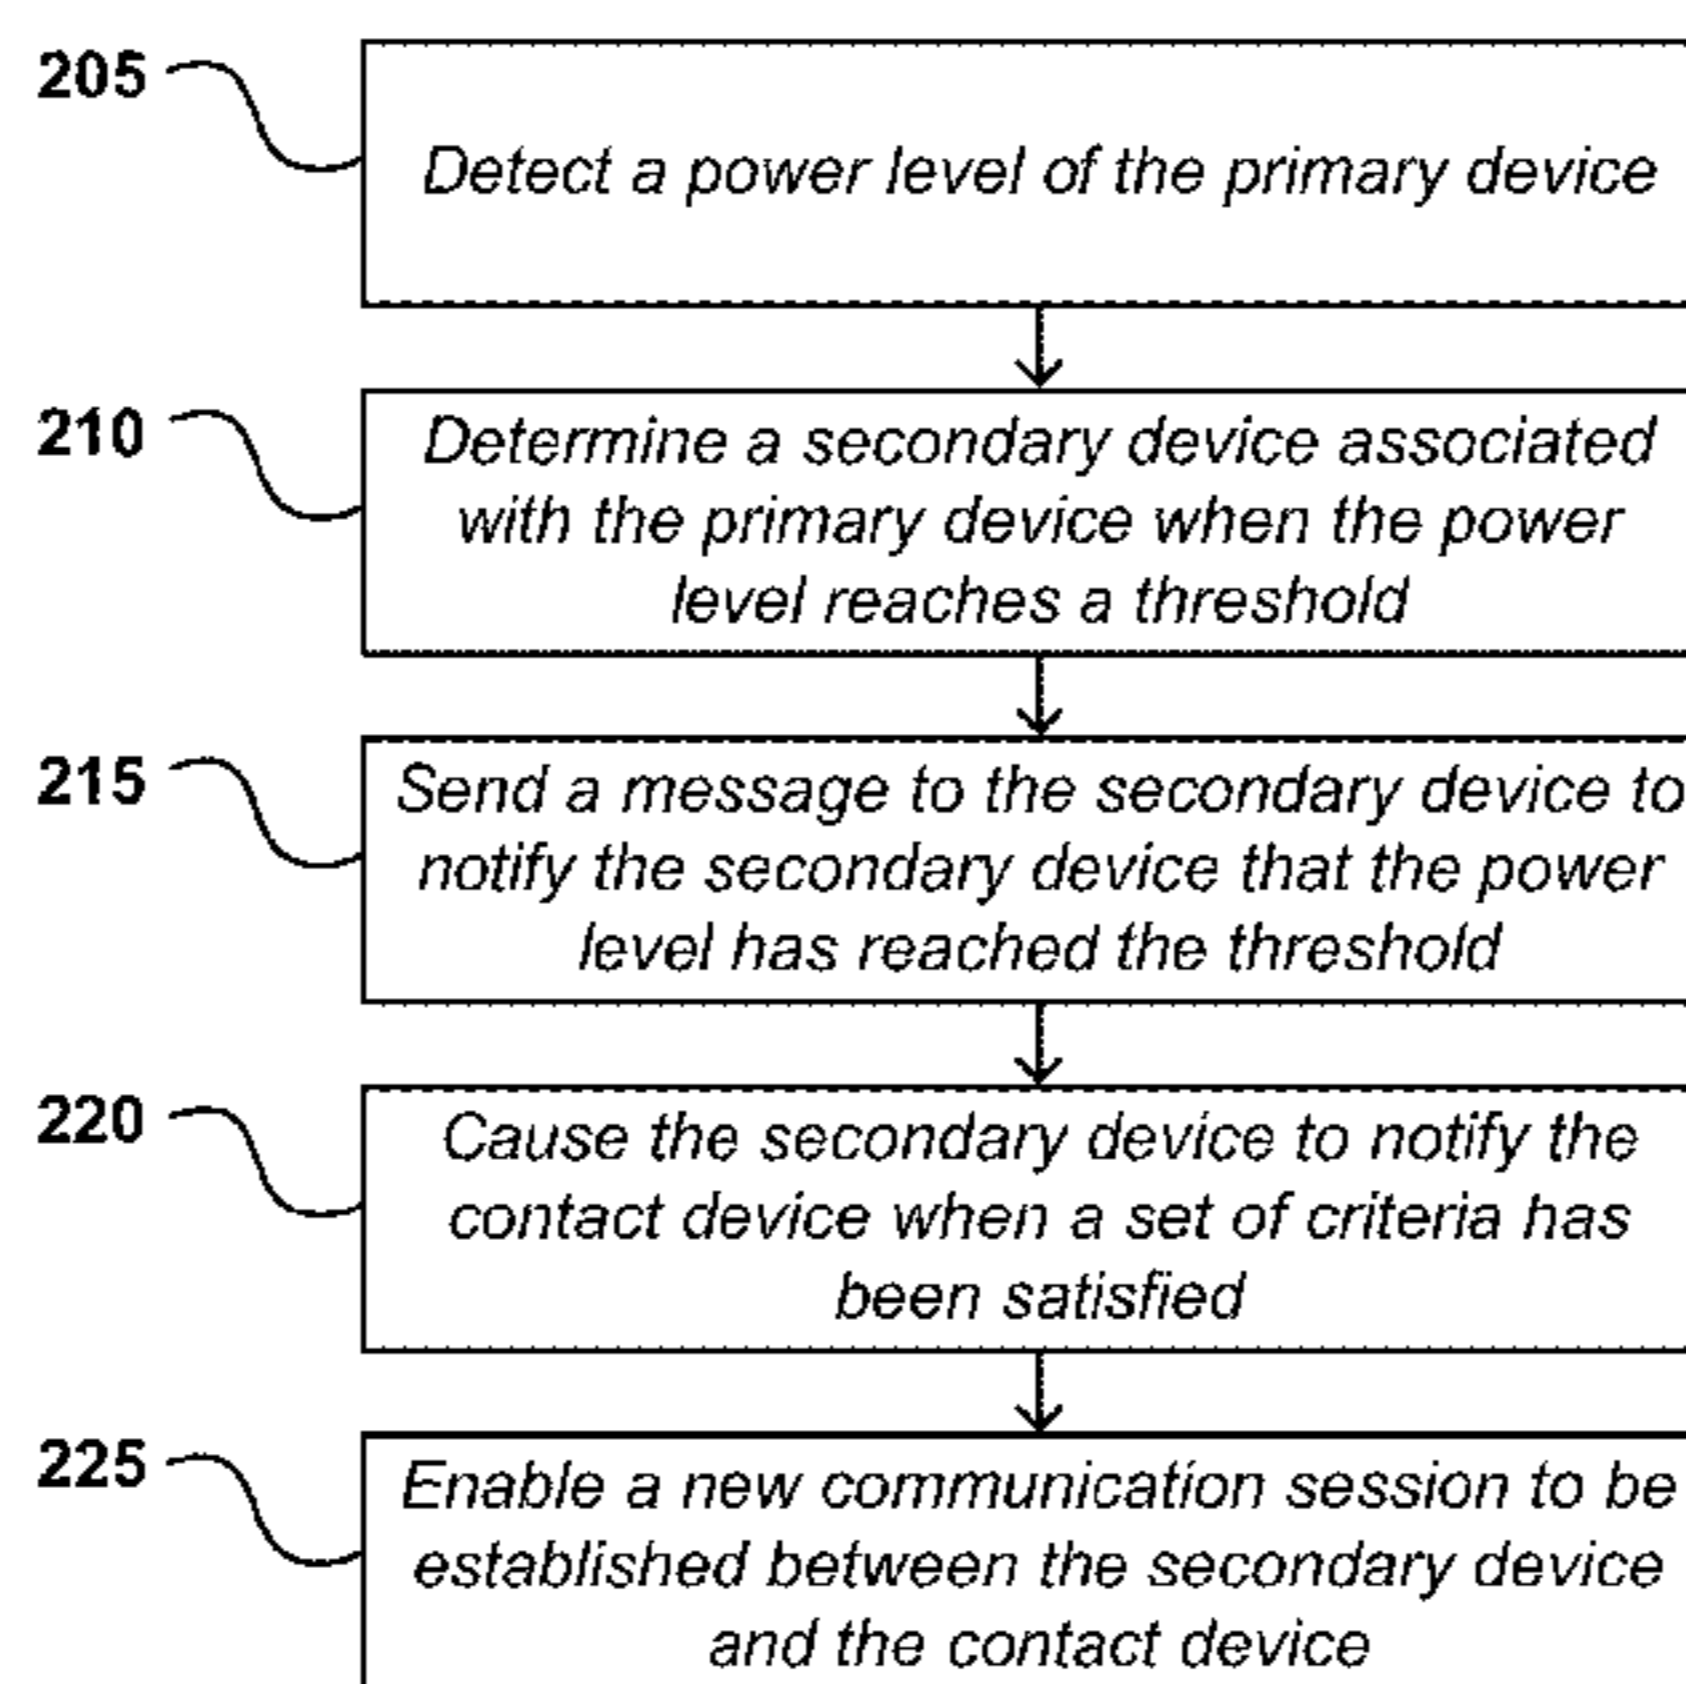 205
Detect a power level of the primary device
210
Determine a secondary device associated
with the primary device when the power
level reaches a threshold
215
Send a message to the secondary device to
notify the secondary device that the power
level has reached the threshold
220
Cause the secondary device to notify the
contact device when a set of criteria has
been satisfied
225
Enable a new communication session to be
established between the secondary device
and the contact device